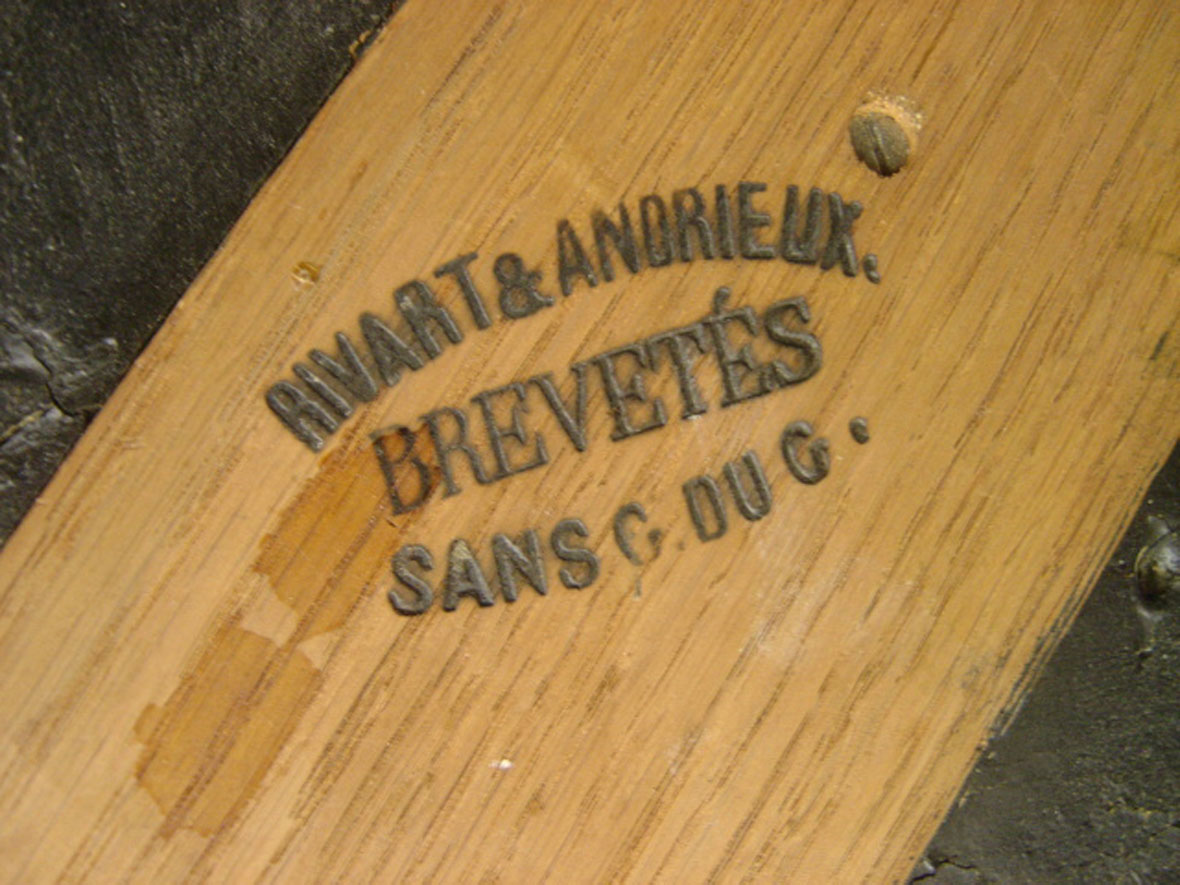 RIVART & ANDRIEUX.
BREVETÉS
SANS G. DU G.